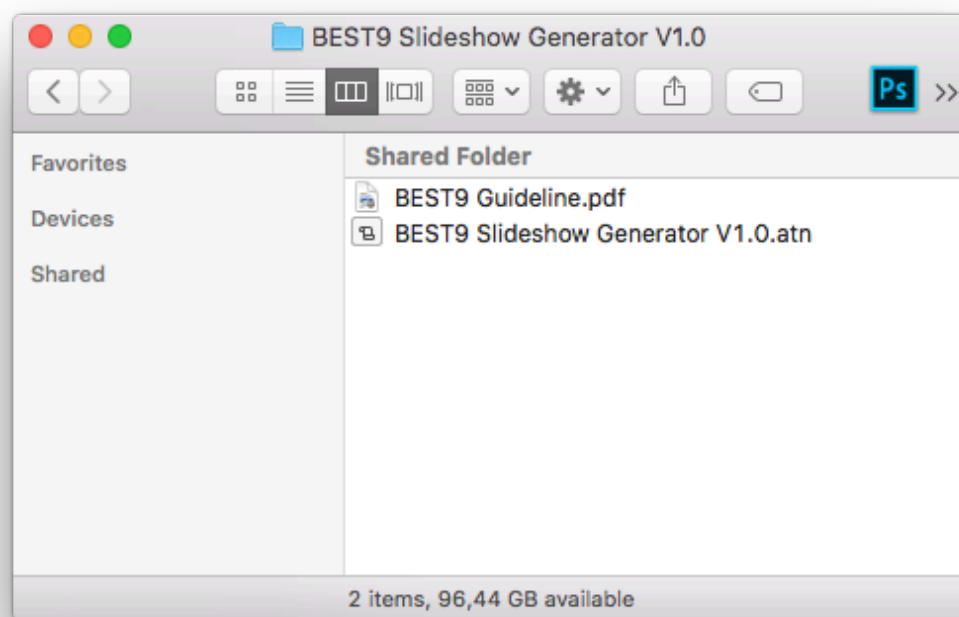 BEST9 Slideshow Generator V1.0
Ps
Favorites
Devices
Shared
Shared Folder
BEST9 Guideline.pdf
BEST9 Slideshow Generator V1.0.atn
2 items, 96,44 GB available